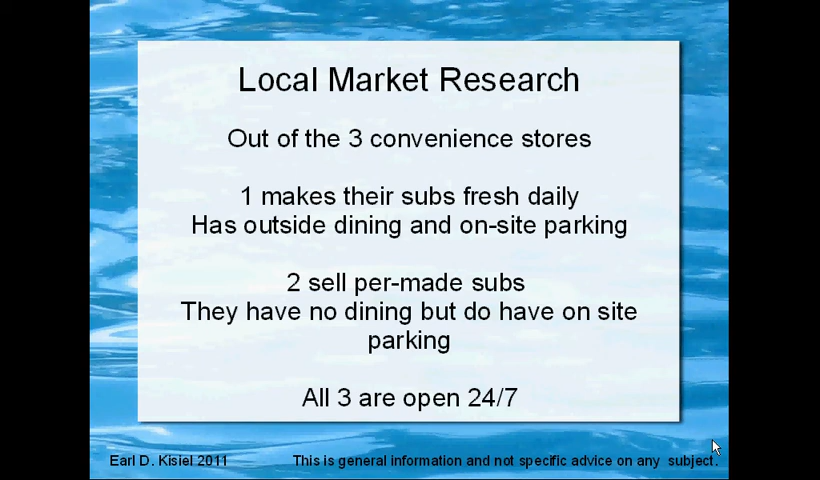 Local Market Research
Out of the 3 convenience stores
1 makes their subs fresh daily
Has outside dining and on-site parking
2 sell per-made subs
They have no dining but do have on site
parking
All 3 are open 24/7
Earl D. Kisiel 2011
This is general information and not specific advice on any subject.